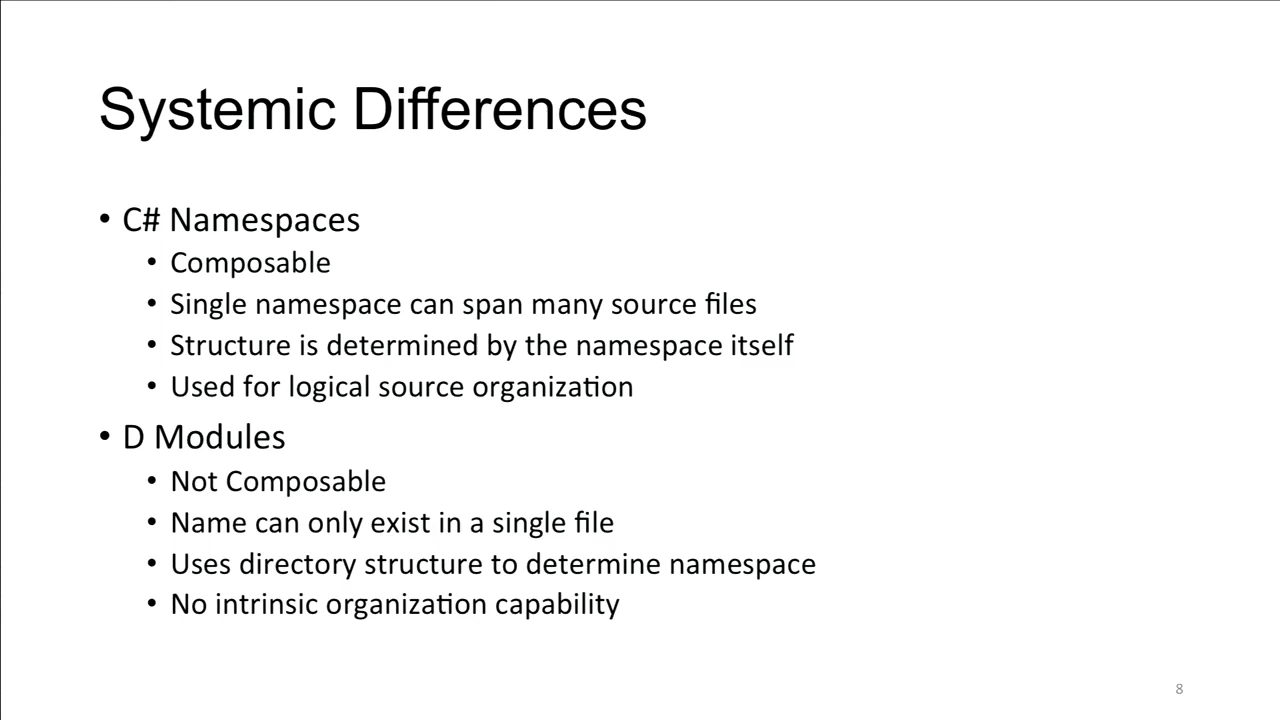 Systemic Differences
• C# Namespaces
• Composable
• Single namespace can span many source files
• Structure is determined by the namespace itself
• Used for logical source organization
• D Modules
• Not Composable
• Name can only exist in a single file
• Uses directory structure to determine namespace
• No intrinsic organization capability
8